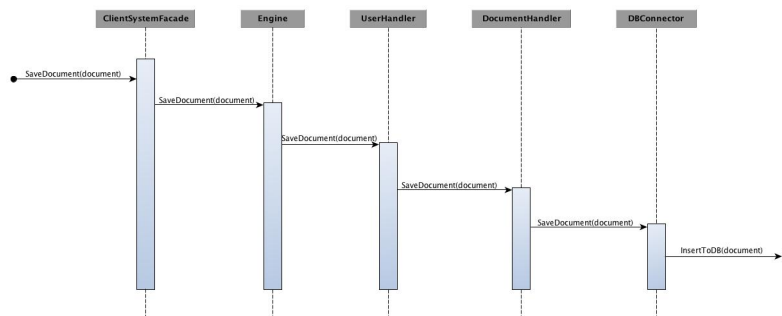 ClientSystemFacade
Engine
UserHandler
DocumentHandler
DBConnector
SaveDocument(document)
SaveDocument(document)
SaveDocument(document)
SaveDocument(document)
SaveDocument(document)
InsertToDB(document)